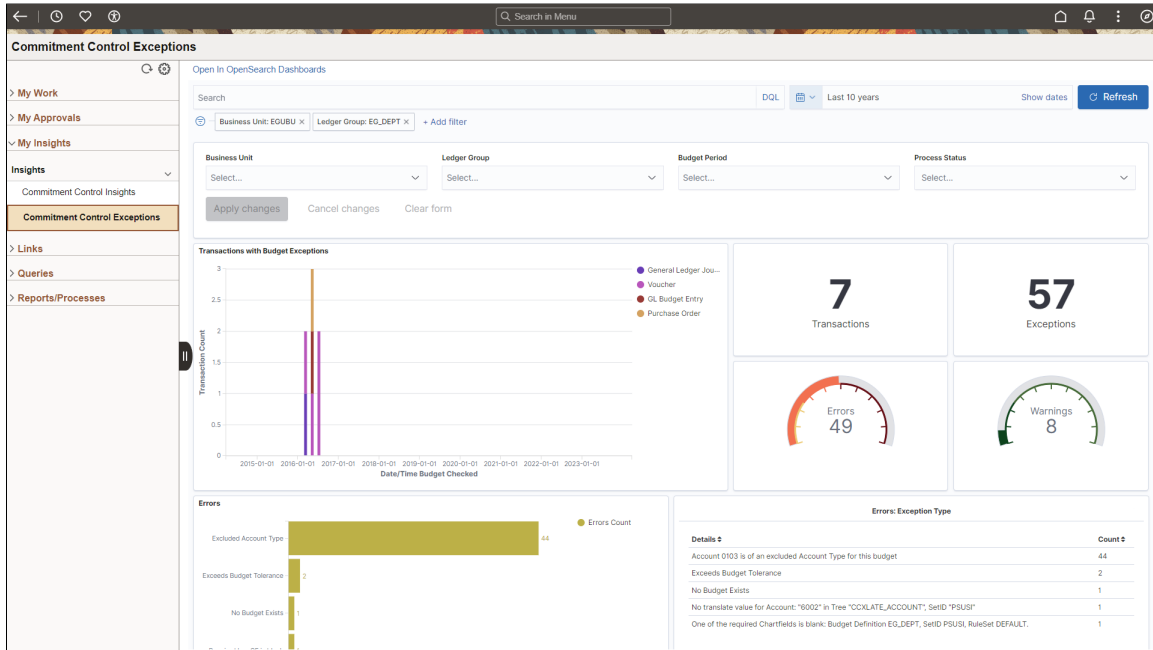 Search in Menu
Commitment Control Exceptions
My Work
My Approvals
My Insights
Insights
Commitment Control Insights
Commitment Control Exceptions
Links
Queries
Reports/Processes
Open In OpenSearch Dashboards
Search
DQL
Last 10 years
Show dates
Refresh
Business Unit: EGUBU ×
Ledger Group: EG_DEPT ×
+ Add filter
Business Unit
Ledger Group
Budget Period
Process Status
Select...
Select...
Select...
Select...
Apply changes
Cancel changes
Clear form
Transactions with Budget Exceptions
3
2.5
2
1.5
1
0.5
0
Transaction Count
2015-01-01 2016-01-01 2017-01-01 2018-01-01 2019-01-01 2020-01-01 2021-01-01 2022-01-01 2023-01-01
Date/Time Budget Checked
General Ledger Jou...
Voucher
GL Budget Entry
Purchase Order
7
Transactions
57
Exceptions
Errors
49
Warnings
8
Errors
Excluded Account Type 44
Exceeds Budget Tolerance 2
No Budget Exists 1
Errors Count
Errors: Exception Type
Details Count
Account 0103 is of an excluded Account Type for this budget 44
Exceeds Budget Tolerance 2
No Budget Exists 1
No translate value for Account: "6002" in Tree "CCXLATE_ACCOUNT", SetID "PSUSI" 1
One of the required Chartfields is blank: Budget Definition EG_DEPT, SetID PSUSI, RuleSet DEFAULT. 1